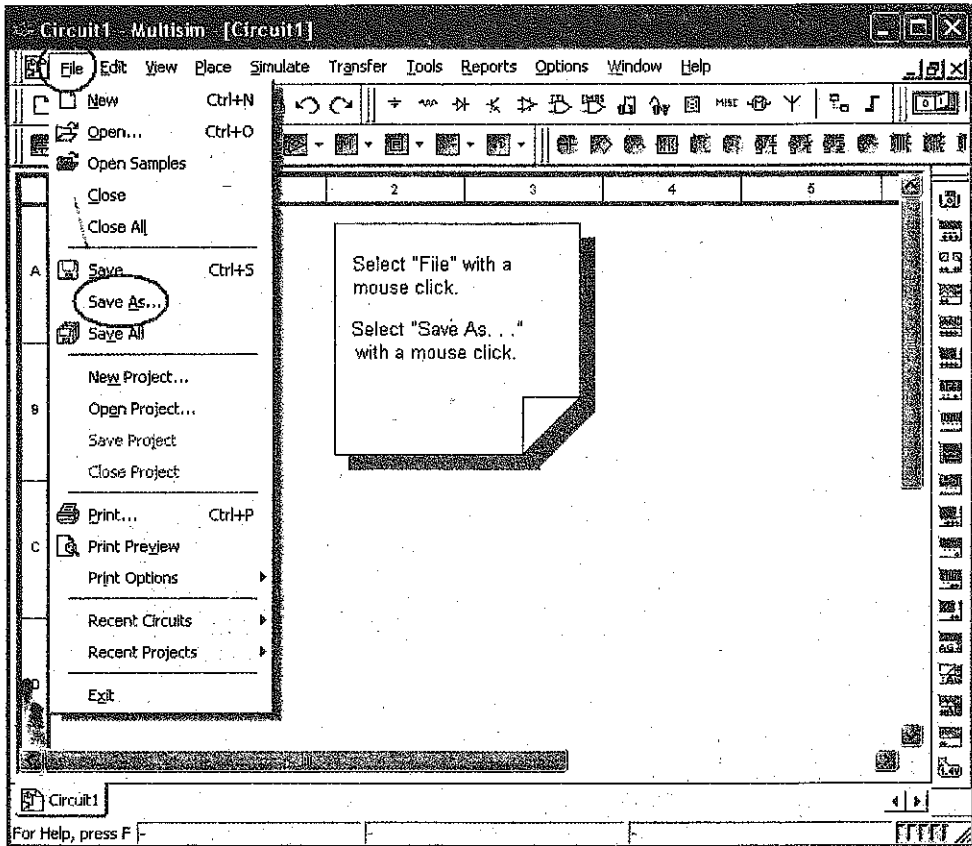 Circuit1 - Multisim - [Circuit1]
File Edit View Place Simulate Transfer Tools Reports Options Window Help
New Ctrl+N
Open... Ctrl+O
Open Samples
Close
Close All
Save Ctrl+S
Save As...
Save All
New Project...
Open Project...
Save Project
Close Project
Print... Ctrl+P
Print Preview
Print Options
Recent Circuits
Recent Projects
Exit
MISC
2 3 4 5
A
B
C
D
Select "File" with a
mouse click.
Select "Save As. . ."
with a mouse click.
Circuit1
For Help, press F